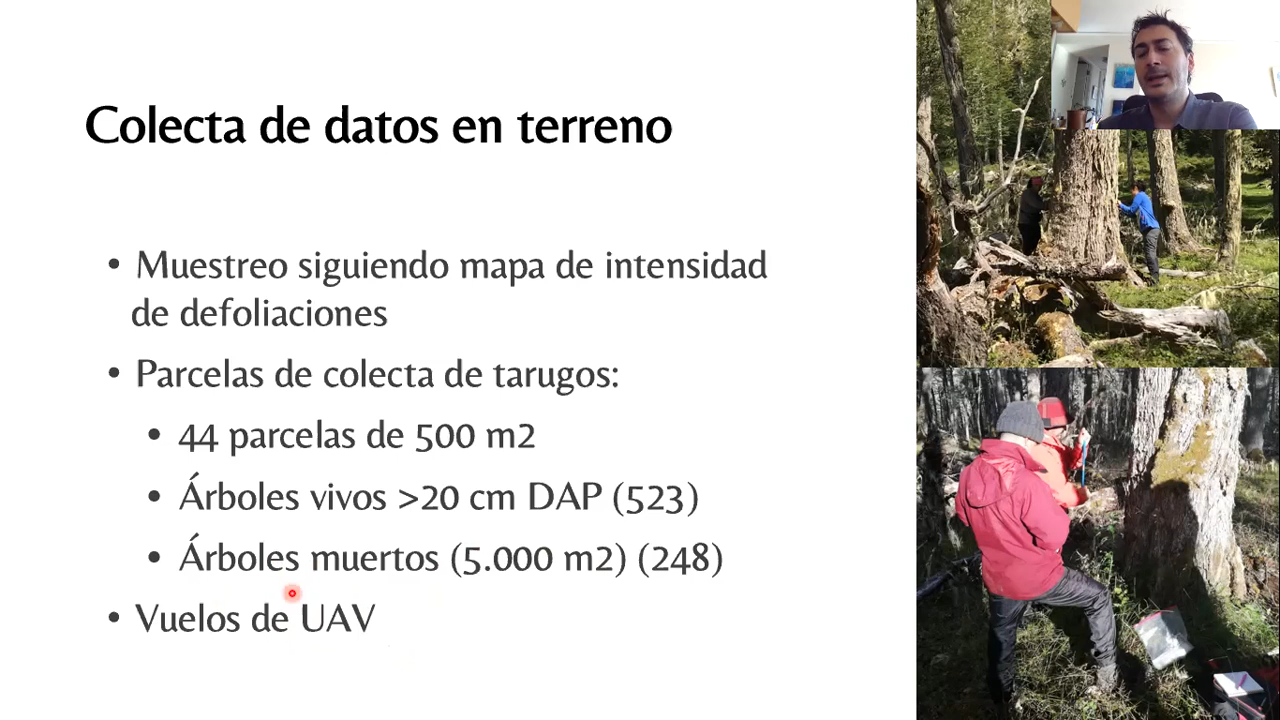 Colecta de datos en terreno
• Muestreo siguiendo mapa de intensidad
de defoliaciones
• Parcelas de colecta de tarugos:
• 44 parcelas de 500 m2
• Árboles vivos >20 cm DAP (523)
• Árboles muertos (5.000 m2) (248)
• Vuelos de UAV